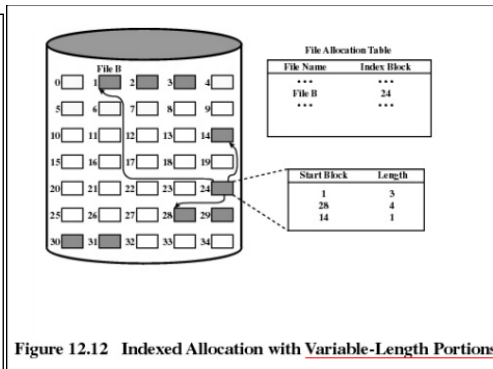 File Allocation Table
File Name Index Block
• • • • • •
File B 24
• • • • • •
File B
0 1 2 3 4
5 6 7 8 9
10 11 12 13 14
15 16 17 18 19
20 21 22 23 24
25 26 27 28 29
30 31 32 33 34
Start Block Length
1 3
28 4
14 1
Figure 12.12 Indexed Allocation with Variable-Length Portions